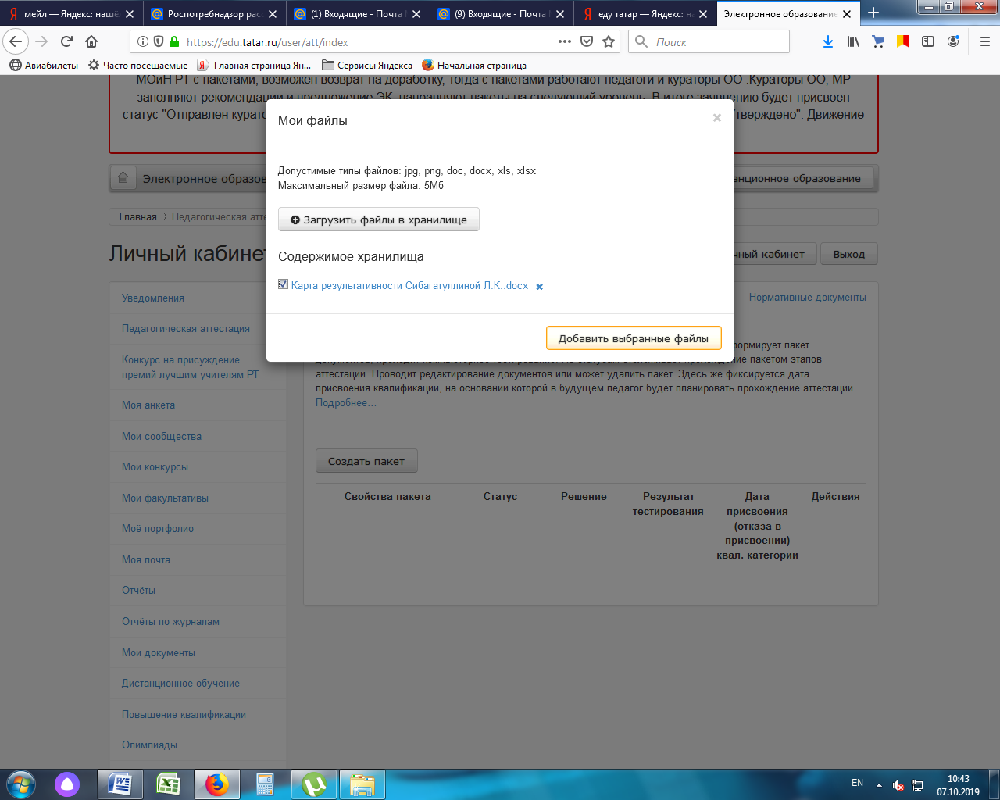 мейл — Яндекс: нашё
Роспотребнадзор рас
(1) Входящие - Почта
(9) Входящие - Почта
еду татар — Яндекс: н
Электронное образование
https://edu.tatar.ru/user/att/index
Поиск
Авиабилеты
Часто посещаемые
Главная страница Ян...
Сервисы Яндекса
Начальная страница
МОиН РТ с пакетами, возможен возврат на доработку, тогда с пакетами работают педагоги и кураторы ОО .Кураторы ОО, МР
заполняют рекомендации и предложение ЭК, направляют пакеты на следующий уровень. В итоге заявлению будет присвоен
статус "Отправлен курато
тверждено". Движение
Мои файлы
×
Допустимые типы файлов: jpg, png, doc, docx, xls, xlsx
Максимальный размер файла: 5Мб
Загрузить файлы в хранилище
Содержимое хранилища
Карта результативности Сибагатуллиной Л.К..docx
Добавить выбранные файлы
Электронное образов
анционное образование
Главная
Педагогическая атте
Личный кабинет
чный кабинет
Выход
Уведомления
Педагогическая аттестация
Конкурс на присуждение
премий лучшим учителям РТ
Моя анкета
Мои сообщества
Мои конкурсы
Мои факультативы
Моё портфолио
Моя почта
Отчёты
Отчёты по журналам
Мои документы
Дистанционное обучение
Повышение квалификации
Олимпиады
Нормативные документы
формирует пакет
ние пакетом этапов
аттестации. Проводит редактирование документов или может удалить пакет. Здесь же фиксируется дата
присвоения квалификации, на основании которой в будущем педагог будет планировать прохождение аттестации.
Подробнее...
Создать пакет
Свойства пакета
Статус
Решение
Результат
тестирования
Дата
присвоения
(отказа в
присвоении)
квал. категории
Действия
EN
10:43
07.10.2019